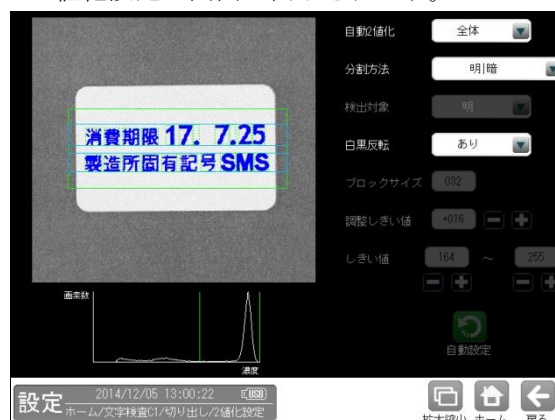 自動2値化 全体
分割方法 明|暗
検出対象 明
白黒反転 あり
ブロックサイズ 032
調整しきい値 +016
しきい値 164 ~ 255
自動設定
消費期限 17. 7.25
製造所固有記号 SMS
画素数
濃度
設定 2014/12/05 13:00:22 USB
ホーム/文字検査C1/切り出し/2値化設定
拡大縮小 ホーム 戻る